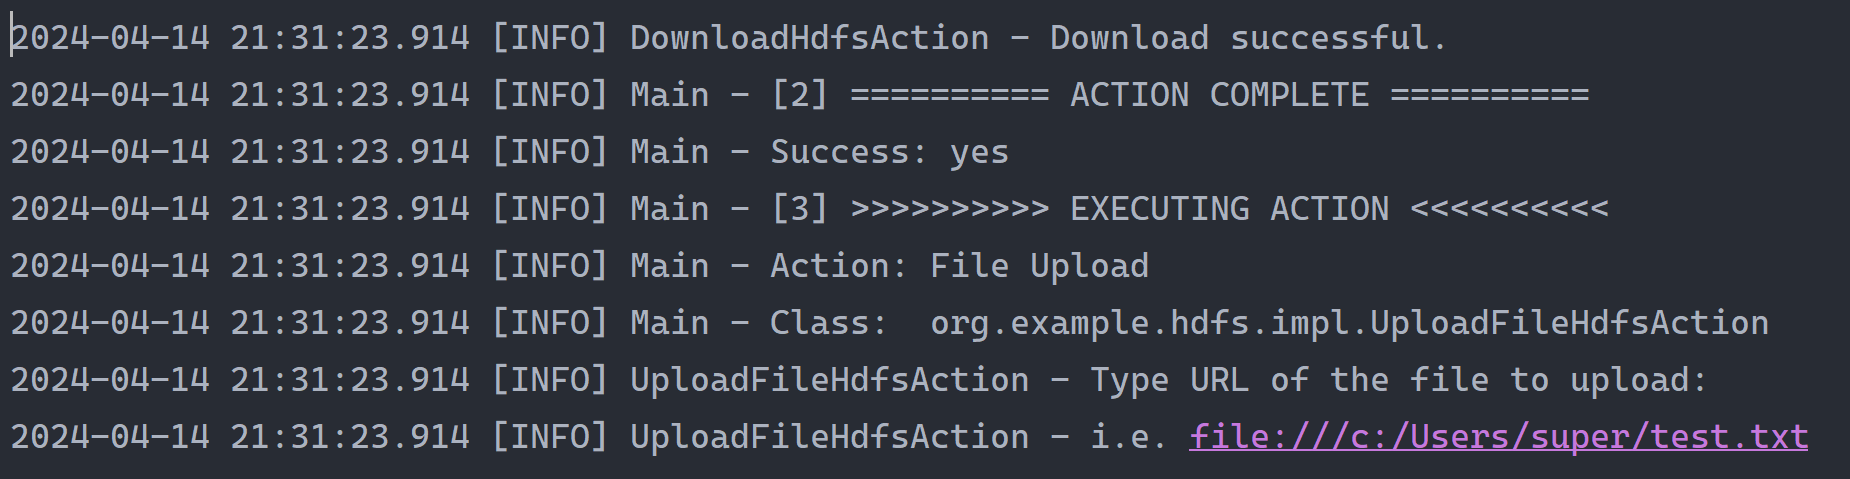 2024-04-14 21:31:23.914 [INFO] DownloadHdfsAction - Download successful.
2024-04-14 21:31:23.914 [INFO] Main - [2] ========== ACTION COMPLETE ==========
2024-04-14 21:31:23.914 [INFO] Main - Success: yes
2024-04-14 21:31:23.914 [INFO] Main - [3] >>>>>>>>>> EXECUTING ACTION <<<<<<<<<<
2024-04-14 21:31:23.914 [INFO] Main - Action: File Upload
2024-04-14 21:31:23.914 [INFO] Main - Class:  org.example.hdfs.impl.UploadFileHdfsAction
2024-04-14 21:31:23.914 [INFO] UploadFileHdfsAction - Type URL of the file to upload:
2024-04-14 21:31:23.914 [INFO] UploadFileHdfsAction - i.e. file:///c:/Users/super/test.txt